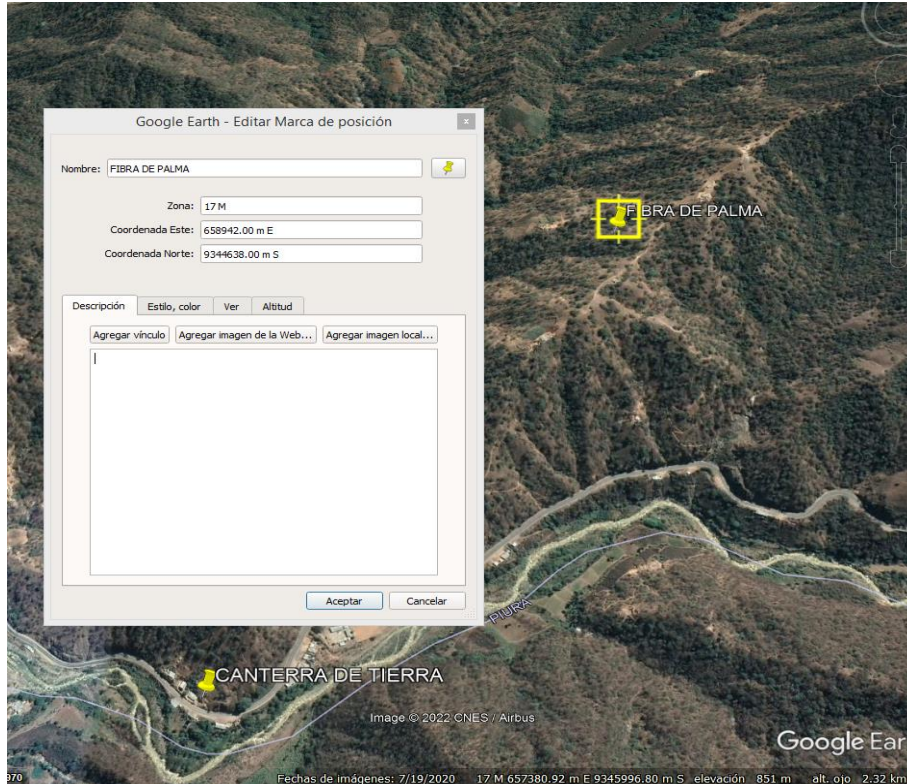 Google Earth - Editar Marca de posición
Nombre: FIBRA DE PALMA
Zona: 17 M
Coordenada Este: 658942.00 m E
Coordenada Norte: 9344638.00 m S
Descripción Estilo, color Ver Altitud
Agregar vínculo Agregar imagen de la Web... Agregar imagen local...
Aceptar Cancelar
FIBRA DE PALMA
PIURA
CANTERRA DE TIERRA
Image © 2022 CNES / Airbus
Google Ear
970 Fechas de imágenes: 7/19/2020 17 M 657380.92 m E 9345996.80 m S elevación 851 m alt. ojo 2.32 km